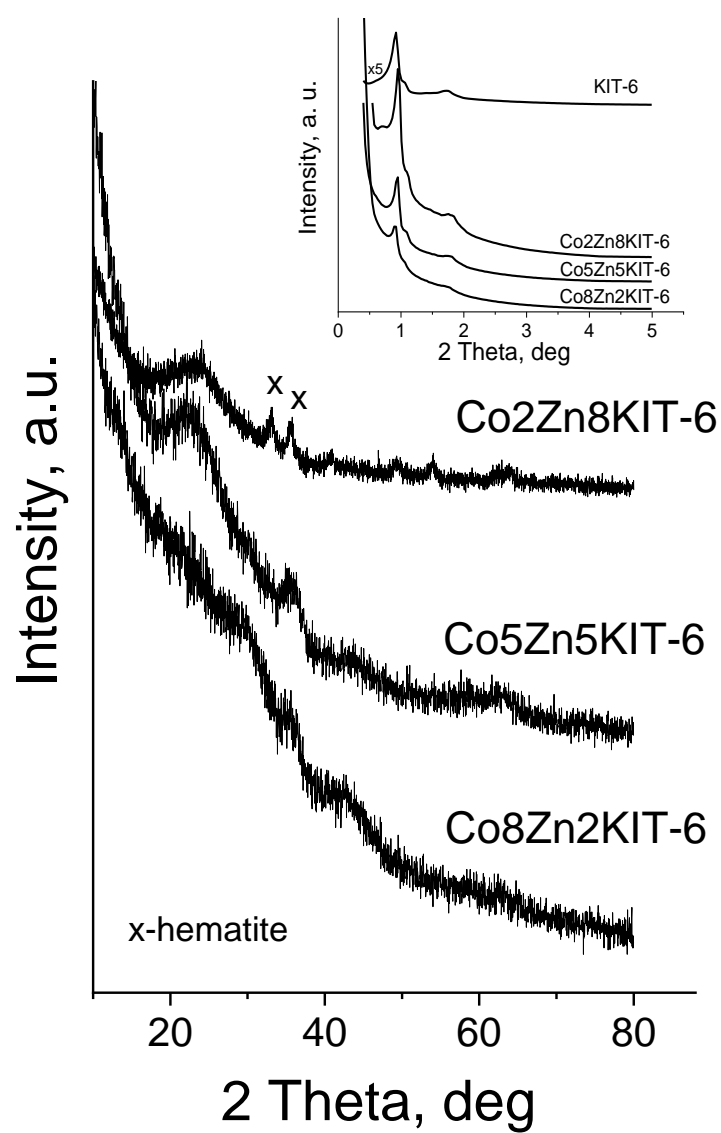 Intensity, a. u.
x5
KIT-6
Co2Zn8KIT-6
Co5Zn5KIT-6
Co8Zn2KIT-6
0 1 2 3 4 5
2 Theta, deg
Intensity, a.u.
x x
Co2Zn8KIT-6
Co5Zn5KIT-6
Co8Zn2KIT-6
x-hematite
20 40 60 80
2 Theta, deg